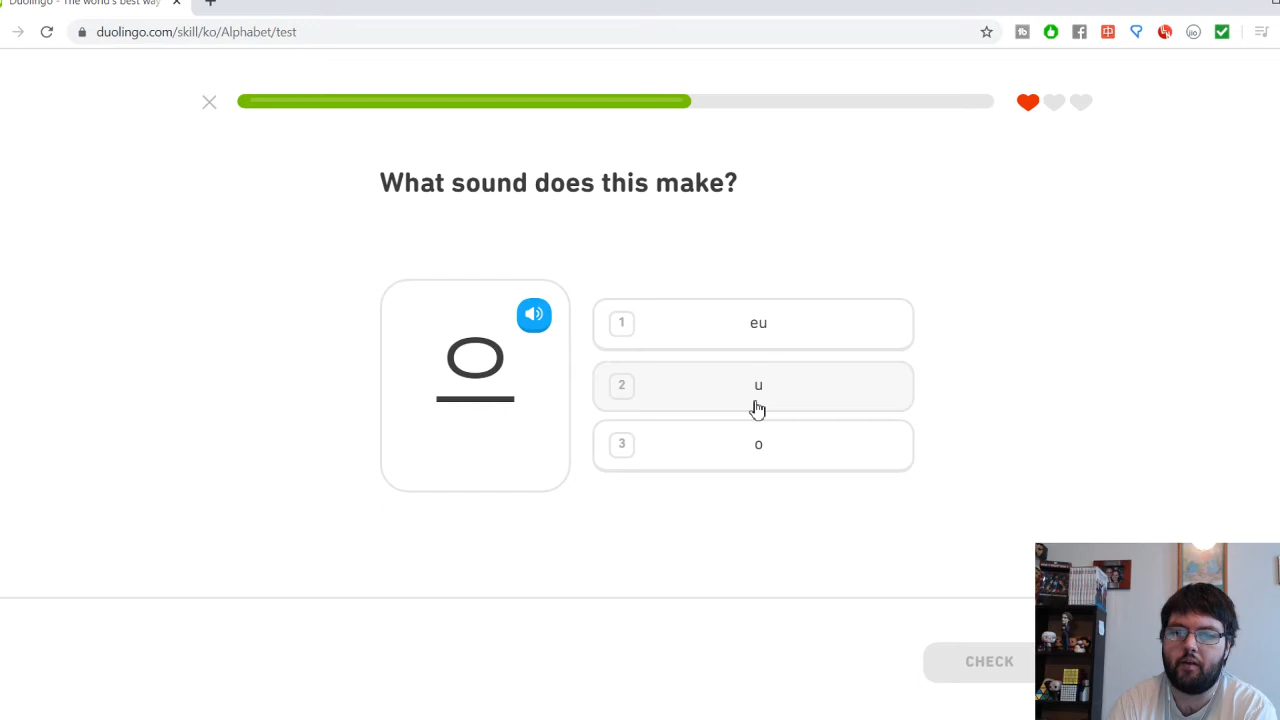 Duolingo - The world's best way
duolingo.com/skill/ko/Alphabet/test
What sound does this make?
으
1 eu
2 u
3 o
CHECK